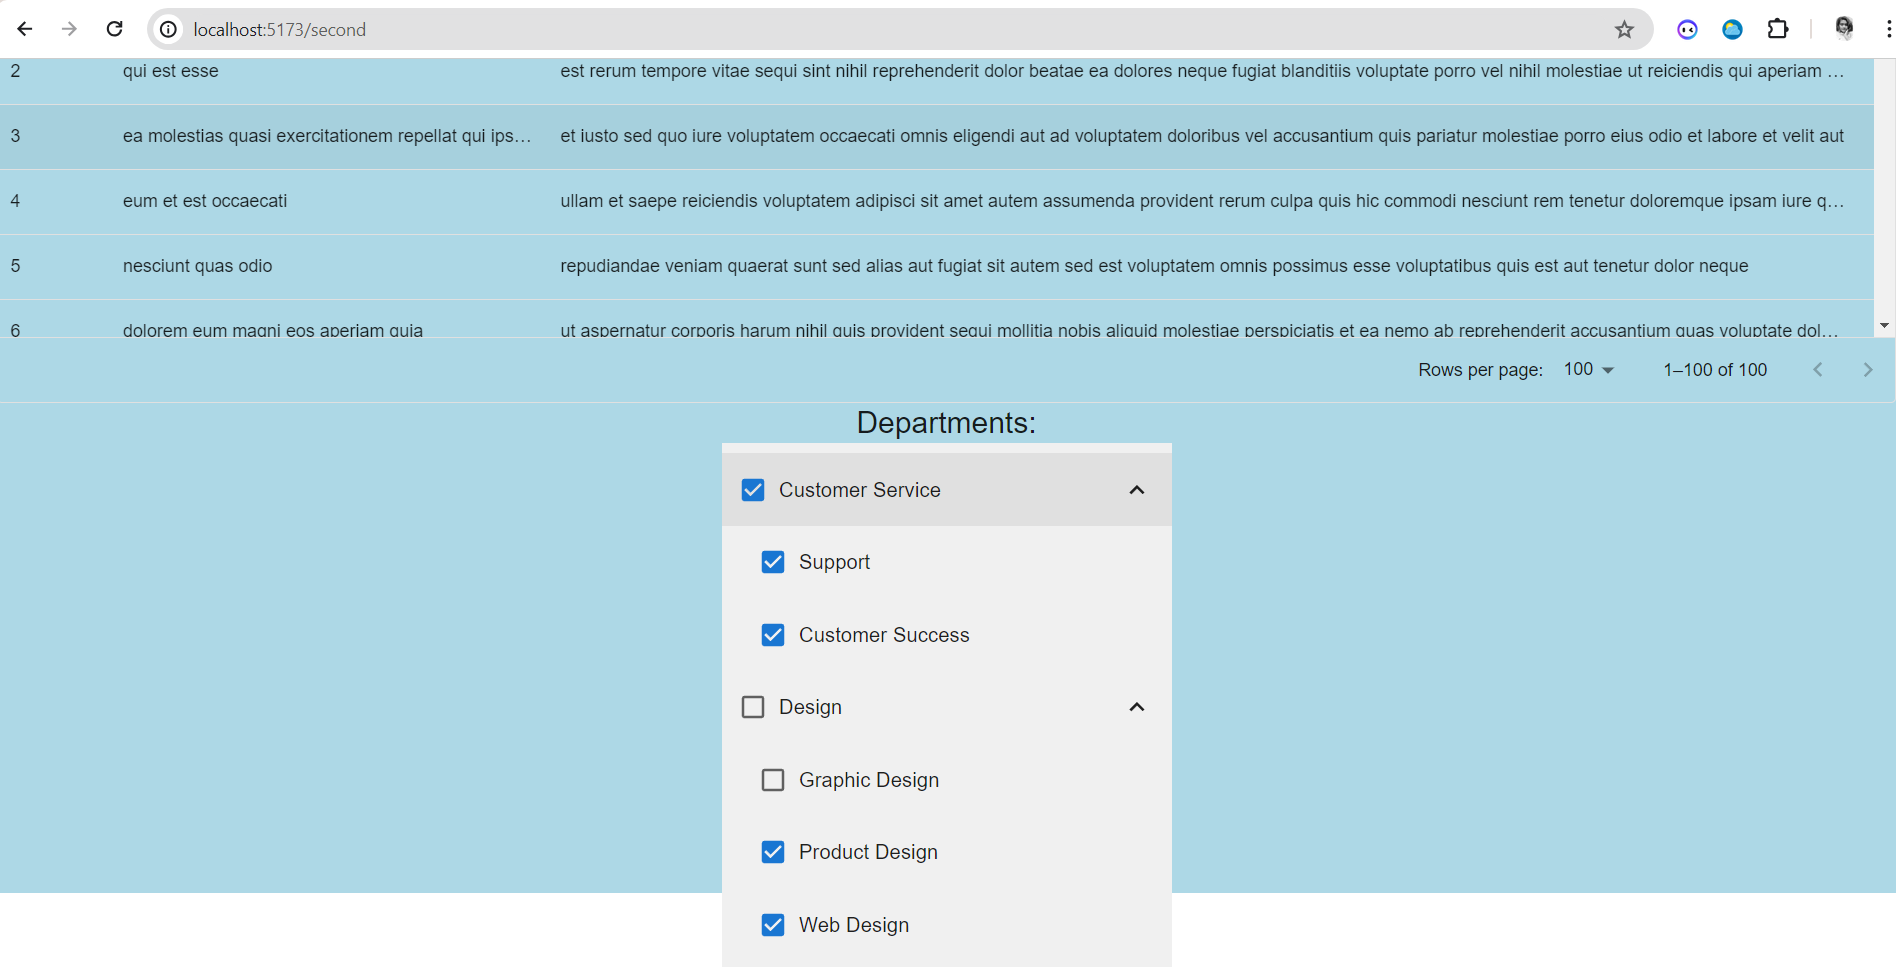 localhost:5173/second
2 qui est esse est rerum tempore vitae sequi sint nihil reprehenderit dolor beatae ea dolores neque fugiat blanditiis voluptate porro vel nihil molestiae ut reiciendis qui aperiam …
3 ea molestias quasi exercitationem repellat qui ips… et iusto sed quo iure voluptatem occaecati omnis eligendi aut ad voluptatem doloribus vel accusantium quis pariatur molestiae porro eius odio et labore et velit aut
4 eum et est occaecati ullam et saepe reiciendis voluptatem adipisci sit amet autem assumenda provident rerum culpa quis hic commodi nesciunt rem tenetur doloremque ipsam iure q…
5 nesciunt quas odio repudiandae veniam quaerat sunt sed alias aut fugiat sit autem sed est voluptatem omnis possimus esse voluptatibus quis est aut tenetur dolor neque
6 dolorem eum magni eos aperiam quia ut aspernatur corporis harum nihil quis provident sequi mollitia nobis aliquid molestiae perspiciatis et ea nemo ab reprehenderit accusantium quas voluptate dol…
Rows per page: 100 1–100 of 100
Departments:
Customer Service
Support
Customer Success
Design
Graphic Design
Product Design
Web Design